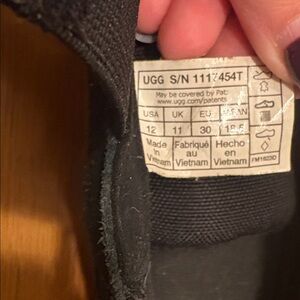 UGG S/N 1117454T
May be covered by Pat:
www.ugg.com/patents
USA UK EU JAPAN
12 11 30 18.5
Made in Vietnam
Fabriqué au Vietnam
Hecho en Vietnam